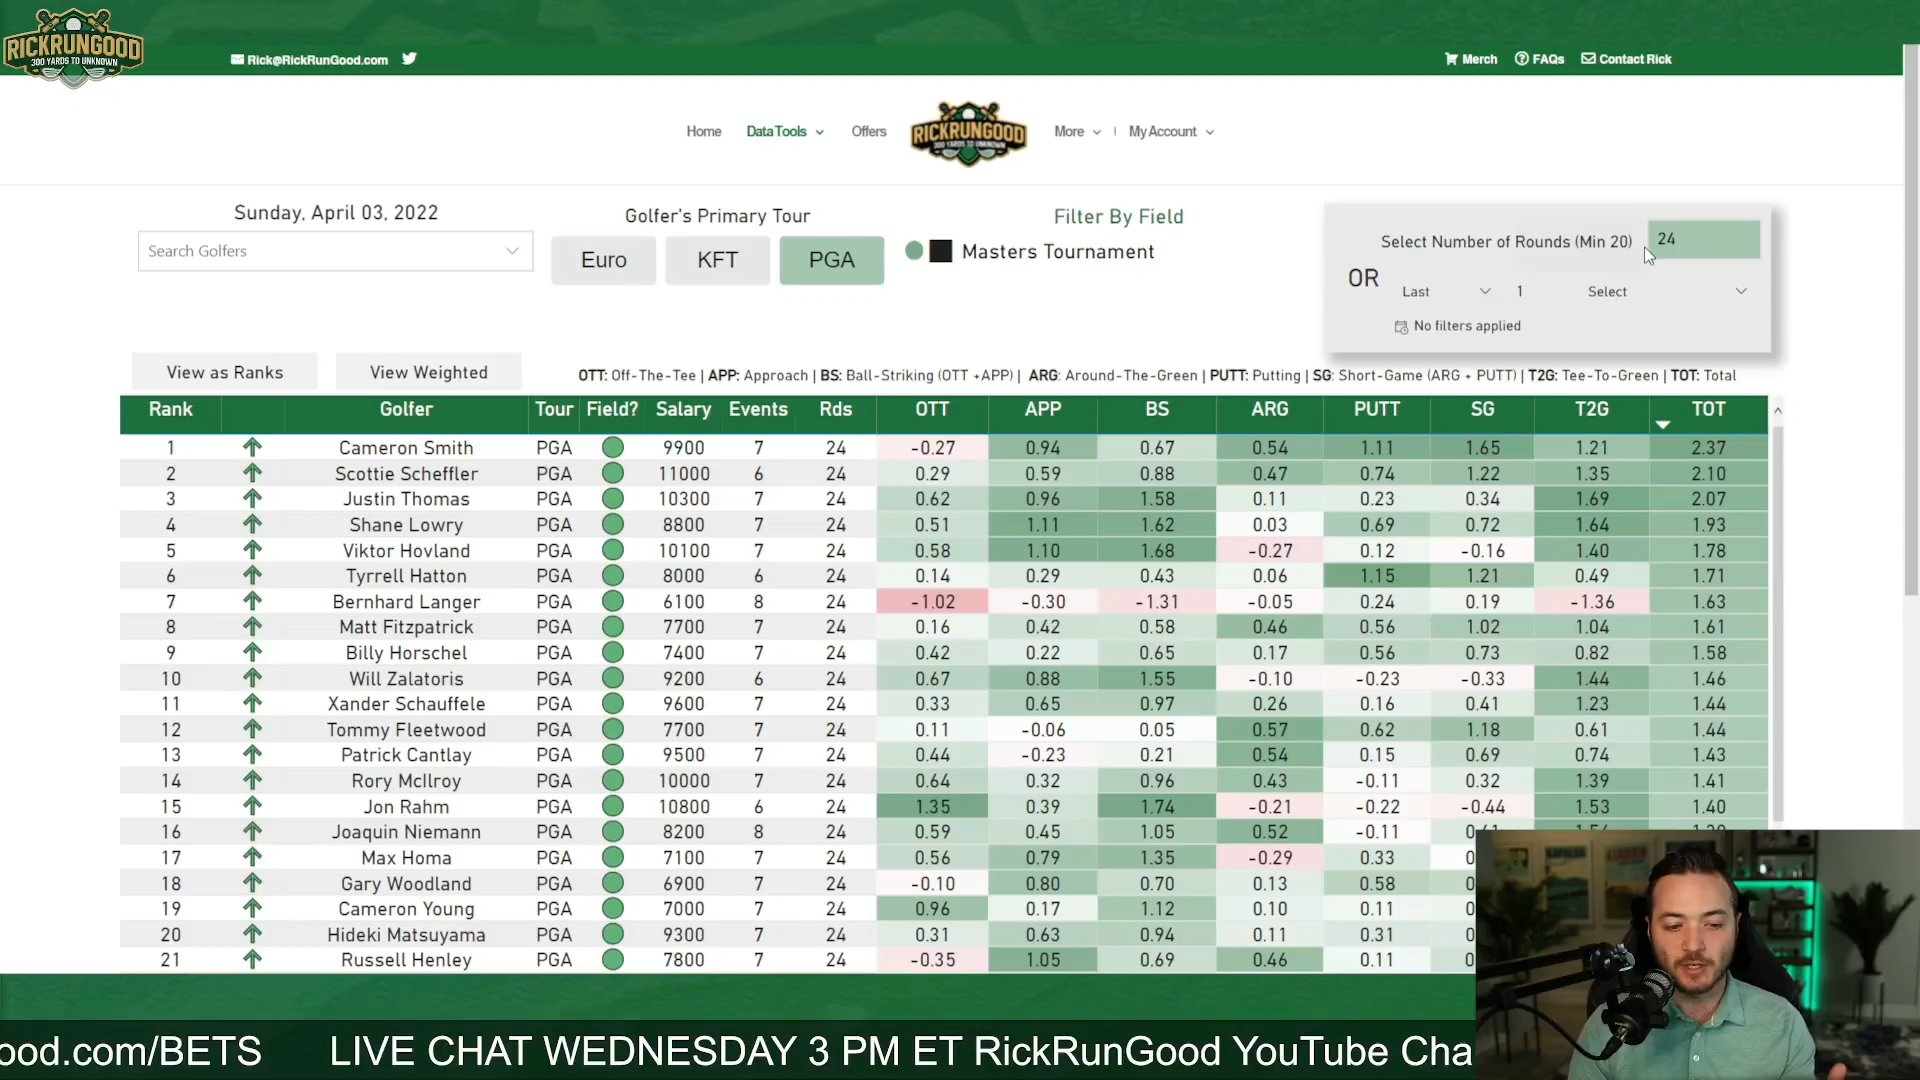 RICKRUNGOOD
300 YARDS TO UNKNOWN
Rick@RickRunGood.com
Merch FAQs Contact Rick
Home Data Tools Offers RICKRUNGOOD More | My Account
300 YARDS TO UNKNOWN
Sunday, April 03, 2022 Golfer's Primary Tour Filter By Field
Search Golfers Euro KFT PGA Masters Tournament
Select Number of Rounds (Min 20) 24
OR Last 1 Select
No filters applied
View as Ranks View Weighted OTT: Off-The-Tee | APP: Approach | BS: Ball-Striking (OTT +APP) | ARG: Around-The-Green | PUTT: Putting | SG: Short-Game (ARG + PUTT) | T2G: Tee-To-Green | TOT: Total
Rank Golfer Tour Field? Salary Events Rds OTT APP BS ARG PUTT SG T2G TOT
1 Cameron Smith PGA 9900 7 24 -0.27 0.94 0.67 0.54 1.11 1.65 1.21 2.37
2 Scottie Scheffler PGA 11000 6 24 0.29 0.59 0.88 0.47 0.74 1.22 1.35 2.10
3 Justin Thomas PGA 10300 7 24 0.62 0.96 1.58 0.11 0.23 0.34 1.69 2.07
4 Shane Lowry PGA 8800 7 24 0.51 1.11 1.62 0.03 0.69 0.72 1.64 1.93
5 Viktor Hovland PGA 10100 7 24 0.58 1.10 1.68 -0.27 0.12 -0.16 1.40 1.78
6 Tyrrell Hatton PGA 8000 6 24 0.14 0.29 0.43 0.06 1.15 1.21 0.49 1.71
7 Bernhard Langer PGA 6100 8 24 -1.02 -0.30 -1.31 -0.05 0.24 0.19 -1.36 1.63
8 Matt Fitzpatrick PGA 7700 7 24 0.16 0.42 0.58 0.46 0.56 1.02 1.04 1.61
9 Billy Horschel PGA 7400 7 24 0.42 0.22 0.65 0.17 0.56 0.73 0.82 1.58
10 Will Zalatoris PGA 9200 6 24 0.67 0.88 1.55 -0.10 -0.23 -0.33 1.44 1.46
11 Xander Schauffele PGA 9600 7 24 0.33 0.65 0.97 0.26 0.16 0.41 1.23 1.44
12 Tommy Fleetwood PGA 7700 7 24 0.11 -0.06 0.05 0.57 0.62 1.18 0.61 1.44
13 Patrick Cantlay PGA 9500 7 24 0.44 -0.23 0.21 0.54 0.15 0.69 0.74 1.43
14 Rory McIlroy PGA 10000 7 24 0.64 0.32 0.96 0.43 -0.11 0.32 1.39 1.41
15 Jon Rahm PGA 10800 6 24 1.35 0.39 1.74 -0.21 -0.22 -0.44 1.53 1.40
16 Joaquin Niemann PGA 8200 8 24 0.59 0.45 1.05 0.52 -0.11
17 Max Homa PGA 7100 7 24 0.56 0.79 1.35 -0.29 0.33 0
18 Gary Woodland PGA 6900 7 24 -0.10 0.80 0.70 0.13 0.58 0
19 Cameron Young PGA 7000 7 24 0.96 0.17 1.12 0.10 0.11 0
20 Hideki Matsuyama PGA 9300 7 24 0.31 0.63 0.94 0.11 0.31 0
21 Russell Henley PGA 7800 7 24 -0.35 1.05 0.69 0.46 0.11 0
ood.com/BETS LIVE CHAT WEDNESDAY 3 PM ET RickRunGood YouTube Cha